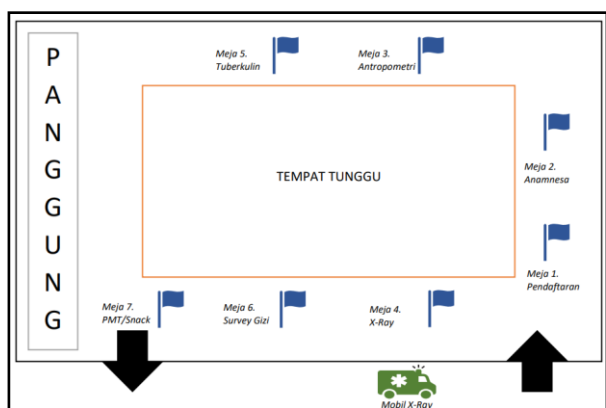 PANGGUNG
Meja 5.
Tuberkulin
Meja 3.
Antropometri
TEMPAT TUNGGU
Meja 2.
Anamnesa
Meja 1.
Pendaftaran
Meja 7.
PMT/Snack
Meja 6.
Survey Gizi
Meja 4.
X-Ray
Mobil X-Ray